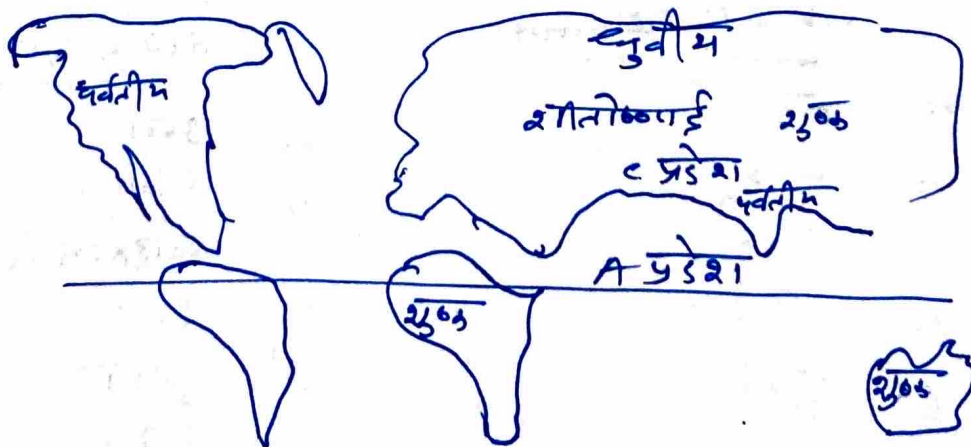 ध्रुवीय
पर्वतीय
शीतोष्णाई शुष्क
C प्रदेश
पर्वतीय
A प्रदेश
शुष्क
शुष्क